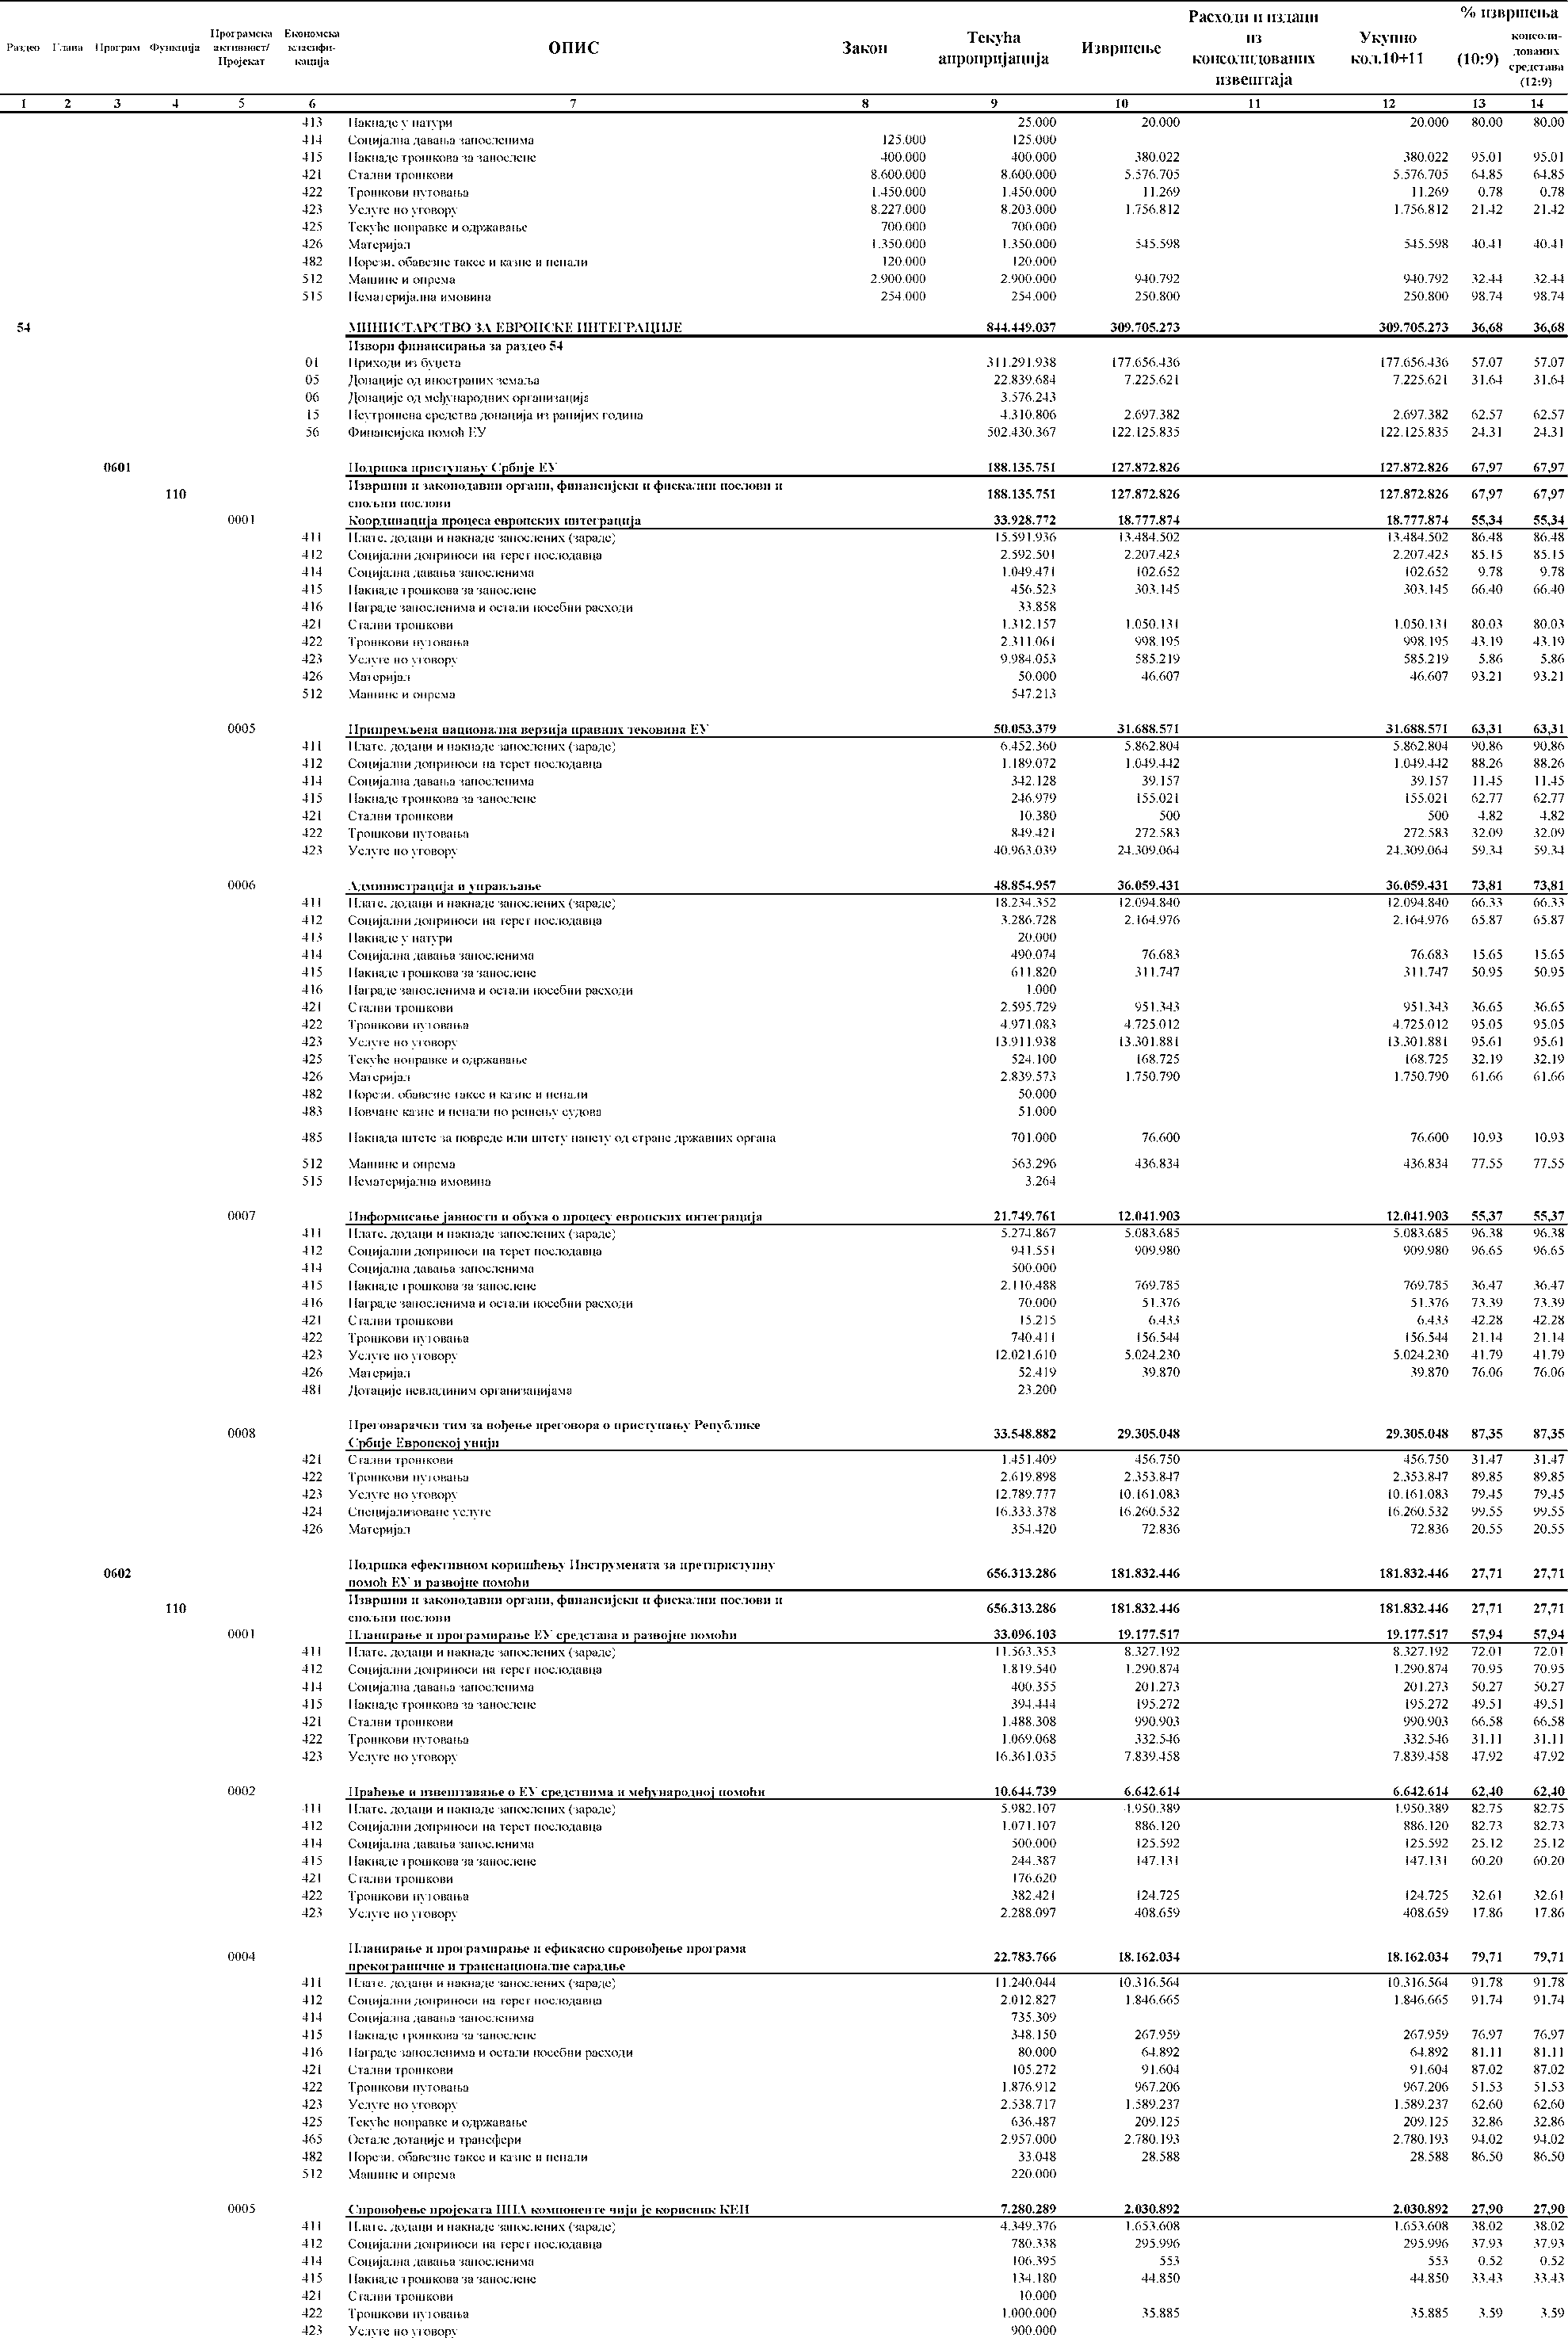 Раздео Глава Програм Функција Програмска активност/ Пројекат Економска класифи-кација ОПИС Закон Текућа апропријација Извршење Расходи и издаци из консолидованих извештаја Укупно кол.10+11 % извршења (10:9) консоли-дованих средстава (12:9)
1 2 3 4 5 6 7 8 9 10 11 12 13 14
413 Накнаде у натури 25.000 20.000 20.000 80.00 80.00
414 Социјална давања запосленима 125.000 125.000
415 Накнаде трошкова за запослене 400.000 400.000 380.022 380.022 95.01 95.01
421 Стални трошкови 8.600.000 8.600.000 5.576.705 5.576.705 64.85 64.85
422 Трошкови путовања 1.450.000 1.450.000 11.269 11.269 0.78 0.78
423 Услуге по уговору 8.227.000 8.203.000 1.756.812 1.756.812 21.42 21.42
425 Текуће поправке и одржавање 700.000 700.000
426 Материјал 1.350.000 1.350.000 545.598 545.598 40.41 40.41
482 Порези, обавезне таксе и казне и пенали 120.000 120.000
512 Машине и опрема 2.900.000 2.900.000 940.792 940.792 32.44 32.44
515 Нематеријална имовина 254.000 254.000 250.800 250.800 98.74 98.74
54 МИНИСТАРСТВО ЗА ЕВРОПСКЕ ИНТЕГРАЦИЈЕ 844.449.037 309.705.273 309.705.273 36,68 36,68
Извори финансирања за раздео 54
01 Приходи из буџета 311.291.938 177.656.436 177.656.436 57.07 57.07
05 Донације од иностраних земаља 22.839.684 7.225.621 7.225.621 31.64 31.64
06 Донације од међународних организација 3.576.243
15 Неутрошена средства донација из ранијих година 4.310.806 2.697.382 2.697.382 62.57 62.57
56 Финансијска помоћ ЕУ 502.430.367 122.125.835 122.125.835 24.31 24.31
0601 Подршка приступању Србије ЕУ 188.135.751 127.872.826 127.872.826 67,97 67,97
110 Извршни и законодавни органи, финансијски и фискални послови и спољни послови 188.135.751 127.872.826 127.872.826 67,97 67,97
0001 Координација процеса европских интеграција 33.928.772 18.777.874 18.777.874 55,34 55,34
411 Плате, додаци и накнаде запослених (зараде) 15.591.936 13.484.502 13.484.502 86.48 86.48
412 Социјални доприноси на терет послодавца 2.592.501 2.207.423 2.207.423 85.15 85.15
414 Социјална давања запосленима 1.049.471 102.652 102.652 9.78 9.78
415 Накнаде трошкова за запослене 456.523 303.145 303.145 66.40 66.40
416 Награде запосленима и остали посебни расходи 33.858
421 Стални трошкови 1.312.157 1.050.131 1.050.131 80.03 80.03
422 Трошкови путовања 2.311.061 998.195 998.195 43.19 43.19
423 Услуге по уговору 9.984.053 585.219 585.219 5.86 5.86
426 Материјал 50.000 46.607 46.607 93.21 93.21
512 Машине и опрема 547.213
0005 Припремљена национална верзија правних тековина ЕУ 50.053.379 31.688.571 31.688.571 63,31 63,31
411 Плате, додаци и накнаде запослених (зараде) 6.452.360 5.862.804 5.862.804 90.86 90.86
412 Социјални доприноси на терет послодавца 1.189.072 1.049.442 1.049.442 88.26 88.26
414 Социјална давања запосленима 342.128 39.157 39.157 11.45 11.45
415 Накнаде трошкова за запослене 246.979 155.021 155.021 62.77 62.77
421 Стални трошкови 10.380 500 500 4.82 4.82
422 Трошкови путовања 849.421 272.583 272.583 32.09 32.09
423 Услуге по уговору 40.963.039 24.309.064 24.309.064 59.34 59.34
0006 Администрација и управљање 48.854.957 36.059.431 36.059.431 73,81 73,81
411 Плате, додаци и накнаде запослених (зараде) 18.234.352 12.094.840 12.094.840 66.33 66.33
412 Социјални доприноси на терет послодавца 3.286.728 2.164.976 2.164.976 65.87 65.87
413 Накнаде у натури 20.000
414 Социјална давања запосленима 490.074 76.683 76.683 15.65 15.65
415 Накнаде трошкова за запослене 611.820 311.747 311.747 50.95 50.95
416 Награде запосленима и остали посебни расходи 1.000
421 Стални трошкови 2.595.729 951.343 951.343 36.65 36.65
422 Трошкови путовања 4.971.083 4.725.012 4.725.012 95.05 95.05
423 Услуге по уговору 13.911.938 13.301.881 13.301.881 95.61 95.61
425 Текуће поправке и одржавање 524.100 168.725 168.725 32.19 32.19
426 Материјал 2.839.573 1.750.790 1.750.790 61.66 61.66
482 Порези, обавезне таксе и казне и пенали 50.000
483 Новчане казне и пенали по решењу судова 51.000
485 Накнада штете за повреде или штету нанету од стране државних органа 701.000 76.600 76.600 10.93 10.93
512 Машине и опрема 563.296 436.834 436.834 77.55 77.55
515 Нематеријална имовина 3.264
0007 Информисање јавности и обука о процесу европских интеграција 21.749.761 12.041.903 12.041.903 55,37 55,37
411 Плате, додаци и накнаде запослених (зараде) 5.274.867 5.083.685 5.083.685 96.38 96.38
412 Социјални доприноси на терет послодавца 941.551 909.980 909.980 96.65 96.65
414 Социјална давања запосленима 500.000
415 Накнаде трошкова за запослене 2.110.488 769.785 769.785 36.47 36.47
416 Награде запосленима и остали посебни расходи 70.000 51.376 51.376 73.39 73.39
421 Стални трошкови 15.215 6.433 6.433 42.28 42.28
422 Трошкови путовања 740.411 156.544 156.544 21.14 21.14
423 Услуге по уговору 12.021.610 5.024.230 5.024.230 41.79 41.79
426 Материјал 52.419 39.870 39.870 76.06 76.06
481 Дотације невладиним организацијама 23.200
0008 Преговарачки тим за вођење преговора о приступању Републике Србије Европској унији 33.548.882 29.305.048 29.305.048 87,35 87,35
421 Стални трошкови 1.451.409 456.750 456.750 31.47 31.47
422 Трошкови путовања 2.619.898 2.353.847 2.353.847 89.85 89.85
423 Услуге по уговору 12.789.777 10.161.083 10.161.083 79.45 79.45
424 Специјализоване услуге 16.333.378 16.260.532 16.260.532 99.55 99.55
426 Материјал 354.420 72.836 72.836 20.55 20.55
0602 Подршка ефективном коришћењу Инструмената за претприступну помоћ ЕУ и развојне помоћи 656.313.286 181.832.446 181.832.446 27,71 27,71
110 Извршни и законодавни органи, финансијски и фискални послови и спољни послови 656.313.286 181.832.446 181.832.446 27,71 27,71
0001 Планирање и програмирање ЕУ средстава и развојне помоћи 33.096.103 19.177.517 19.177.517 57,94 57,94
411 Плате, додаци и накнаде запослених (зараде) 11.563.353 8.327.192 8.327.192 72.01 72.01
412 Социјални доприноси на терет послодавца 1.819.540 1.290.874 1.290.874 70.95 70.95
414 Социјална давања запосленима 400.355 201.273 201.273 50.27 50.27
415 Накнаде трошкова за запослене 394.444 195.272 195.272 49.51 49.51
421 Стални трошкови 1.488.308 990.903 990.903 66.58 66.58
422 Трошкови путовања 1.069.068 332.546 332.546 31.11 31.11
423 Услуге по уговору 16.361.035 7.839.458 7.839.458 47.92 47.92
0002 Праћење и извештавање о ЕУ средствима и међународној помоћи 10.644.739 6.642.614 6.642.614 62,40 62,40
411 Плате, додаци и накнаде запослених (зараде) 5.982.107 4.950.389 4.950.389 82.75 82.75
412 Социјални доприноси на терет послодавца 1.071.107 886.120 886.120 82.73 82.73
414 Социјална давања запосленима 500.000 125.592 125.592 25.12 25.12
415 Накнаде трошкова за запослене 244.387 147.131 147.131 60.20 60.20
421 Стални трошкови 176.620
422 Трошкови путовања 382.421 124.725 124.725 32.61 32.61
423 Услуге по уговору 2.288.097 408.659 408.659 17.86 17.86
0004 Планирање и програмирање и ефикасно спровођење програма прекограничне и транснационалне сарадње 22.783.766 18.162.034 18.162.034 79,71 79,71
411 Плате, додаци и накнаде запослених (зараде) 11.240.044 10.316.564 10.316.564 91.78 91.78
412 Социјални доприноси на терет послодавца 2.012.827 1.846.665 1.846.665 91.74 91.74
414 Социјална давања запосленима 735.309
415 Накнаде трошкова за запослене 348.150 267.959 267.959 76.97 76.97
416 Награде запосленима и остали посебни расходи 80.000 64.892 64.892 81.11 81.11
421 Стални трошкови 105.272 91.604 91.604 87.02 87.02
422 Трошкови путовања 1.876.912 967.206 967.206 51.53 51.53
423 Услуге по уговору 2.538.717 1.589.237 1.589.237 62.60 62.60
425 Текуће поправке и одржавање 636.487 209.125 209.125 32.86 32.86
465 Остале дотације и трансфери 2.957.000 2.780.193 2.780.193 94.02 94.02
482 Порези, обавезне таксе и казне и пенали 33.048 28.588 28.588 86.50 86.50
512 Машине и опрема 220.000
0005 Спровођење пројеката ИПА компоненте чији је корисник КЕИ 7.280.289 2.030.892 2.030.892 27,90 27,90
411 Плате, додаци и накнаде запослених (зараде) 4.349.376 1.653.608 1.653.608 38.02 38.02
412 Социјални доприноси на терет послодавца 780.338 295.996 295.996 37.93 37.93
414 Социјална давања запосленима 106.395 553 553 0.52 0.52
415 Накнаде трошкова за запослене 134.180 44.850 44.850 33.43 33.43
421 Стални трошкови 10.000
422 Трошкови путовања 1.000.000 35.885 35.885 3.59 3.59
423 Услуге по уговору 900.000